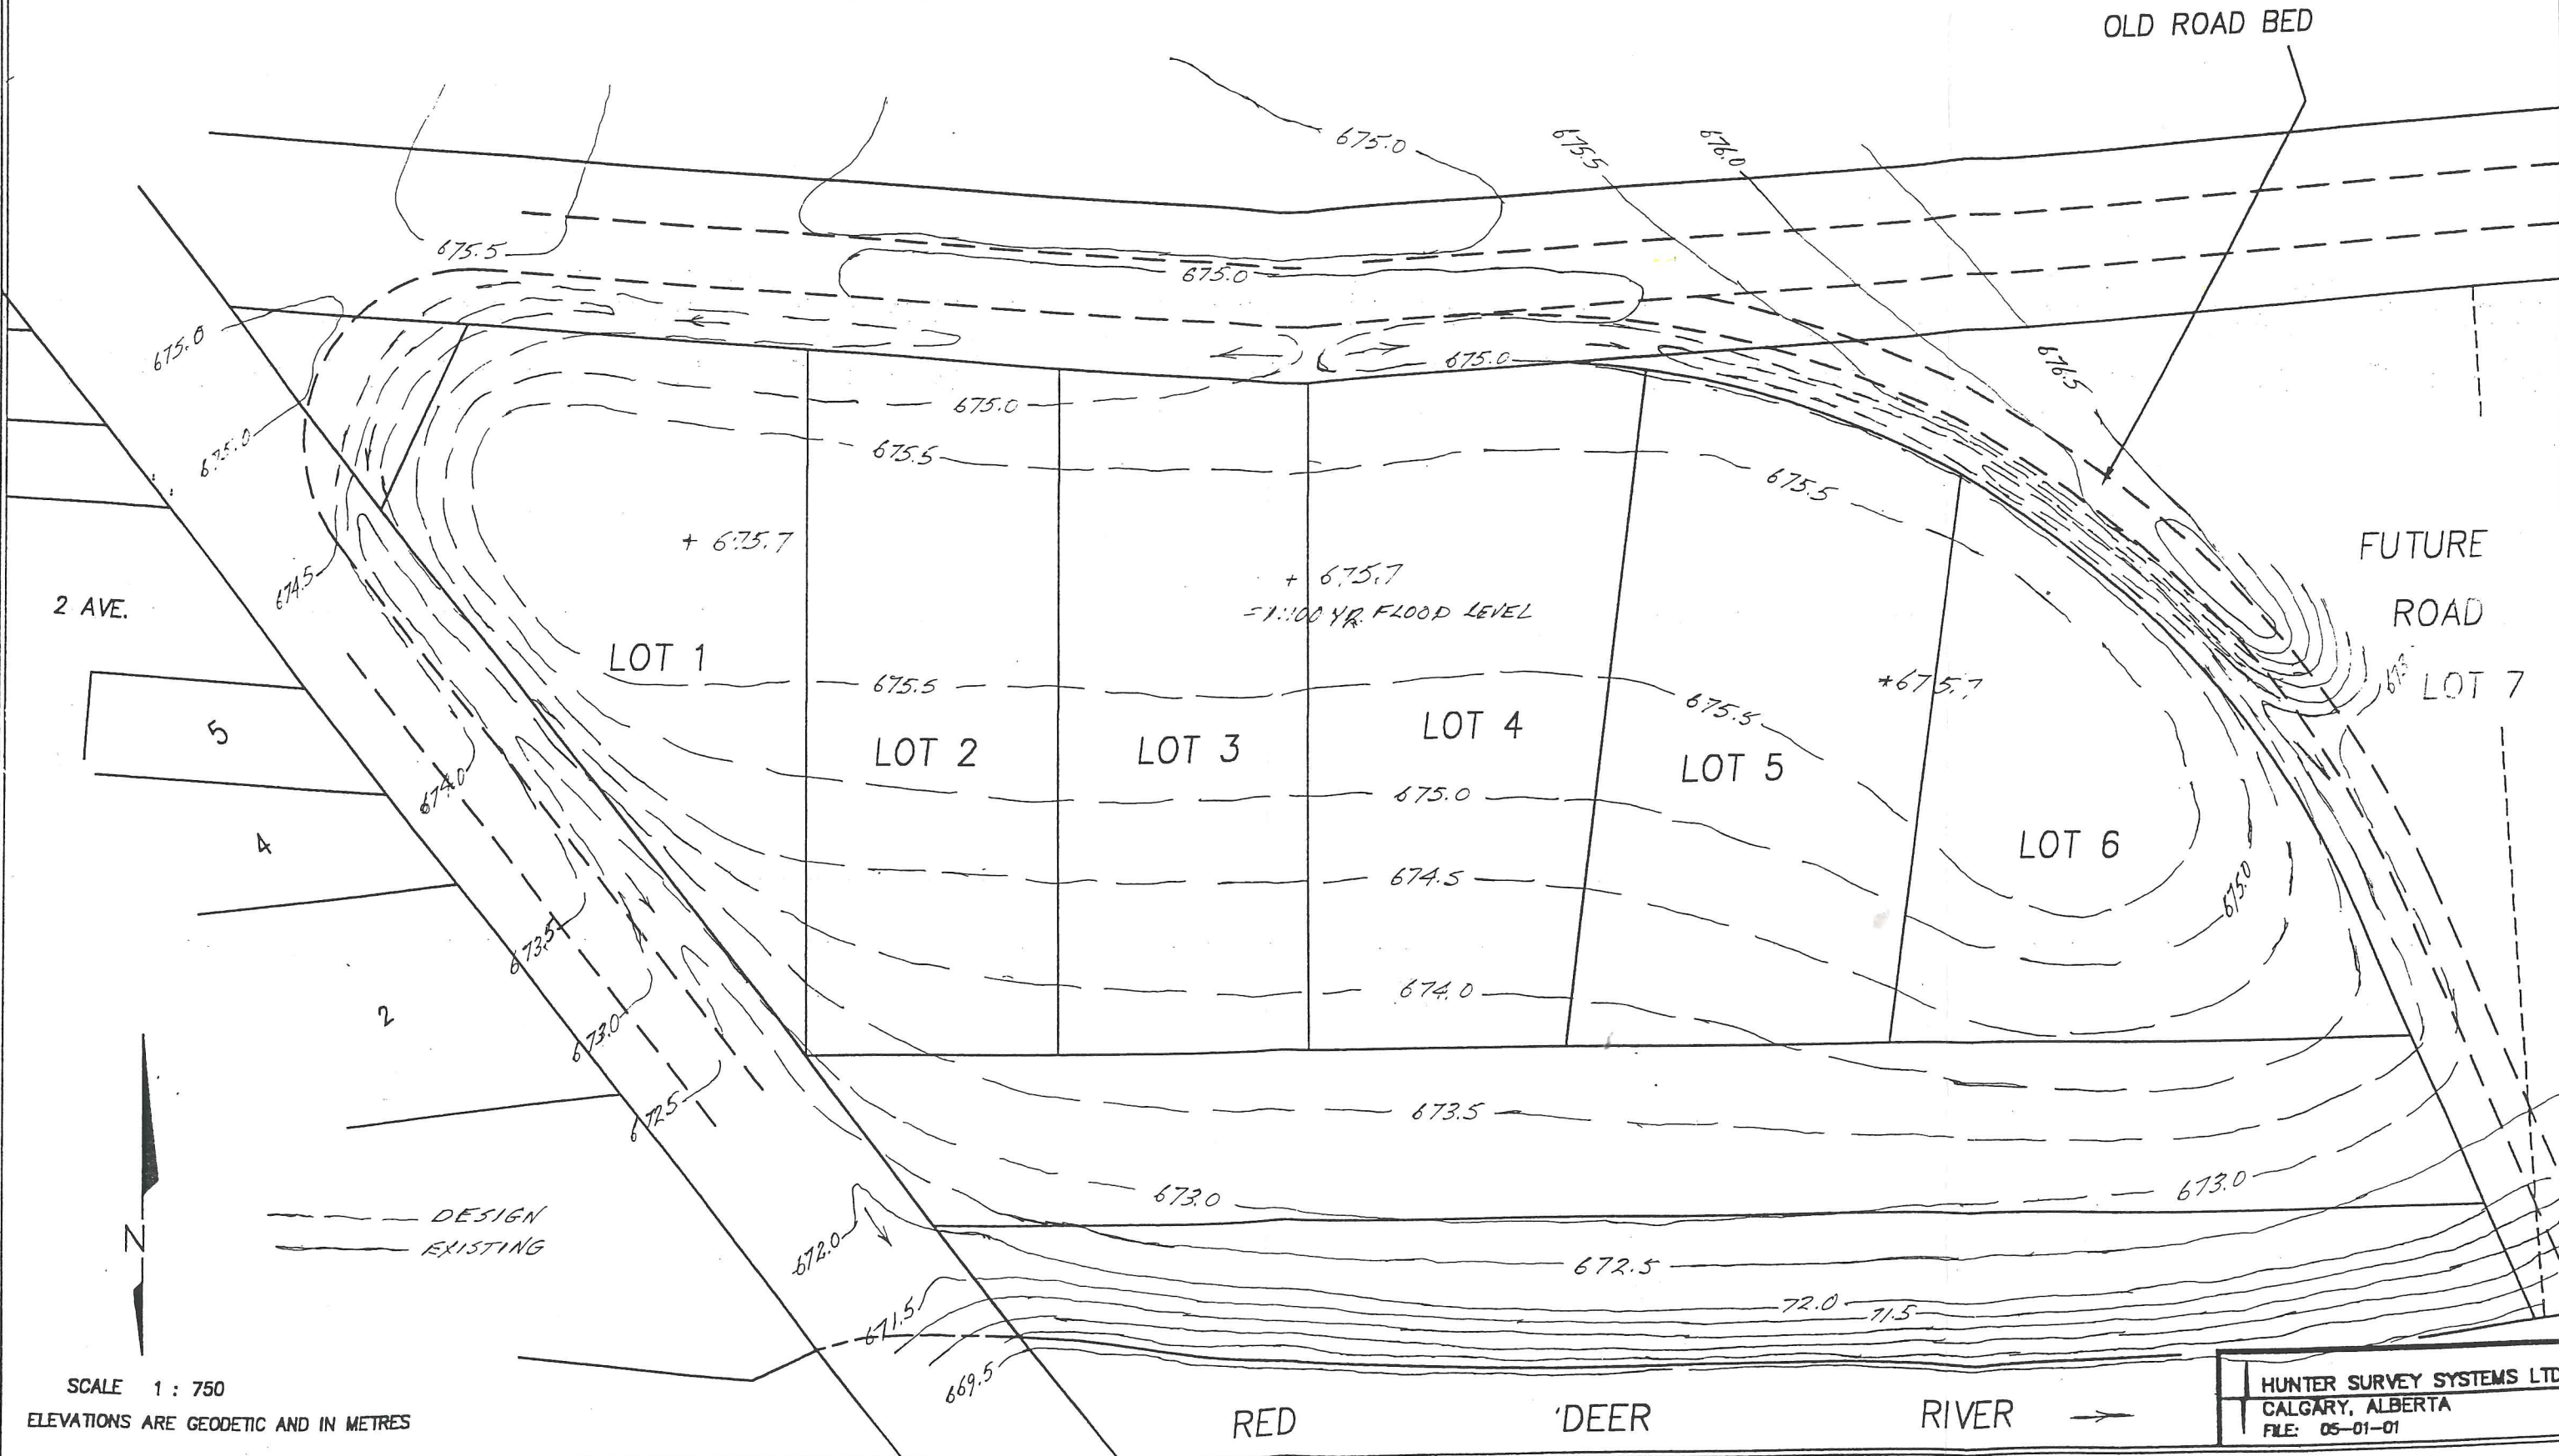 OLD ROAD BED
675.0
675.5
676.0
675.5
675.0
675.0
675.0
676.5
675.0
675.0
675.5
675.5
+ 675.7
+ 675.7
=1:100 YR. FLOOD LEVEL
FUTURE
ROAD
LOT 7
674.5
2 AVE.
LOT 1
675.5
675.5
+675.7
LOT 2
LOT 3
LOT 4
LOT 5
LOT 6
5
674.0
675.0
4
674.5
675.0
673.5
674.0
2
673.0
672.5
673.5
673.0
673.0
DESIGN
EXISTING
N
672.0
672.5
72.0
71.5
671.5
669.5
SCALE 1 : 750
ELEVATIONS ARE GEODETIC AND IN METRES
RED DEER RIVER
HUNTER SURVEY SYSTEMS LTD
CALGARY, ALBERTA
FILE: 05-01-01